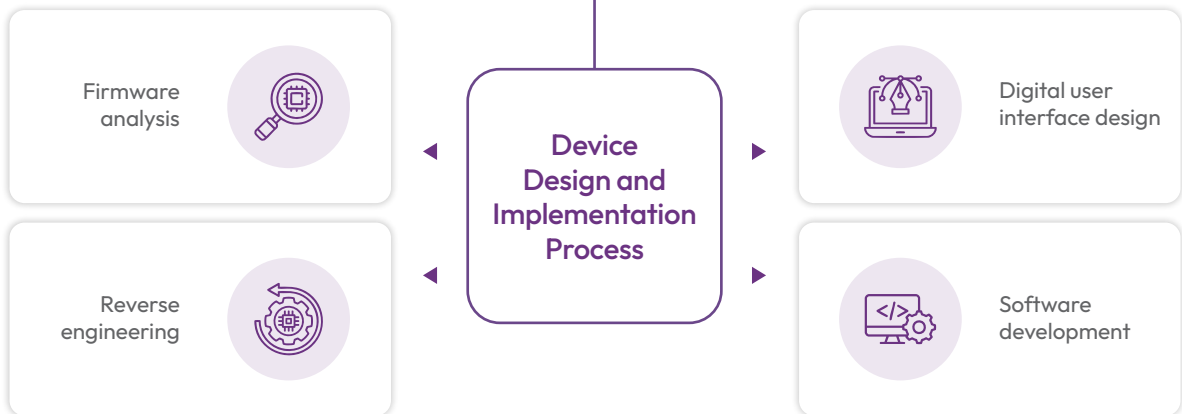 Firmware
analysis
Device
Design and
Implementation
Process
Digital user
interface design
Reverse
engineering
</>
Software
development